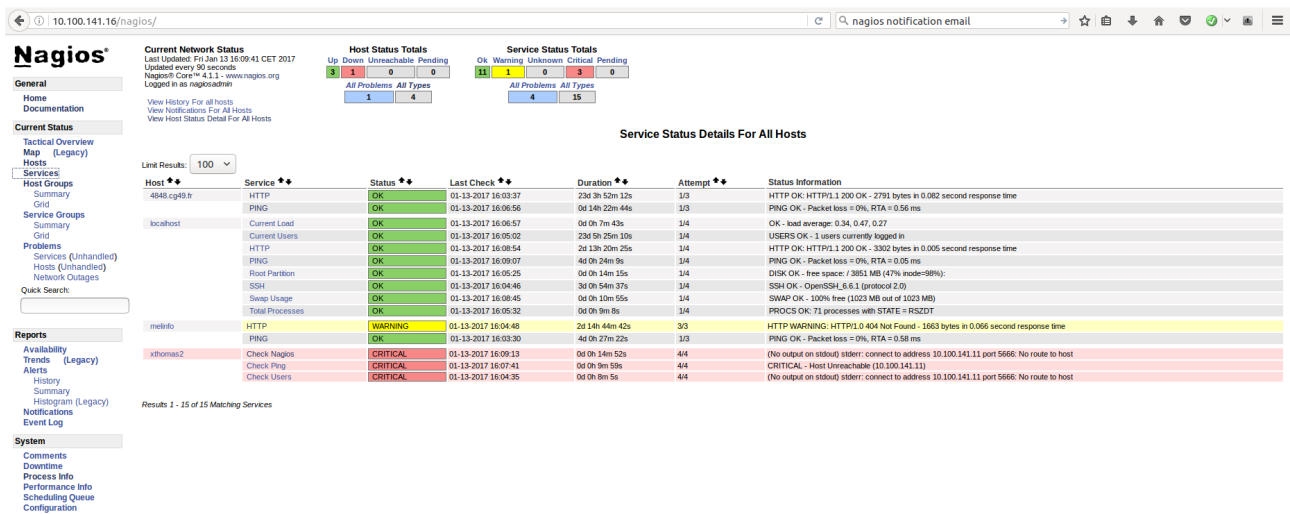 10.100.141.16/nagios/
nagios notification email
Nagios®
General
Home
Documentation
Current Status
Tactical Overview
Map (Legacy)
Hosts
Services
Host Groups
Summary
Grid
Service Groups
Summary
Grid
Problems
Services (Unhandled)
Hosts (Unhandled)
Network Outages
Quick Search:
Reports
Availability
Trends (Legacy)
Alerts
History
Summary
Histogram (Legacy)
Notifications
Event Log
System
Comments
Downtime
Process Info
Performance Info
Scheduling Queue
Configuration
Current Network Status
Last Updated: Fri Jan 13 16:09:41 CET 2017
Updated every 90 seconds
Nagios® Core™ 4.1.1 - www.nagios.org
Logged in as nagiosadmin
View History For all hosts
View Notifications For All Hosts
View Host Status Detail For All Hosts
Host Status Totals
Up Down Unreachable Pending
3 1 0 0
All Problems All Types
1 4
Service Status Totals
Ok Warning Unknown Critical Pending
11 1 0 3 0
All Problems All Types
4 15
Service Status Details For All Hosts
Limit Results: 100
Host Service Status Last Check Duration Attempt Status Information
4848.cg49.fr HTTP OK 01-13-2017 16:03:37 23d 3h 52m 12s 1/3 HTTP OK: HTTP/1.1 200 OK - 2791 bytes in 0.082 second response time
PING OK 01-13-2017 16:06:56 0d 14h 22m 44s 1/3 PING OK - Packet loss = 0%, RTA = 0.56 ms
localhost Current Load OK 01-13-2017 16:06:57 0d 0h 7m 43s 1/4 OK - load average: 0.34, 0.47, 0.27
Current Users OK 01-13-2017 16:05:02 23d 5h 25m 10s 1/4 USERS OK - 1 users currently logged in
HTTP OK 01-13-2017 16:08:54 2d 13h 20m 25s 1/4 HTTP OK: HTTP/1.1 200 OK - 3302 bytes in 0.005 second response time
PING OK 01-13-2017 16:09:07 4d 0h 24m 9s 1/4 PING OK - Packet loss = 0%, RTA = 0.05 ms
Root Partition OK 01-13-2017 16:05:25 0d 0h 14m 15s 1/4 DISK OK - free space: / 3851 MB (47% inode=98%):
SSH OK 01-13-2017 16:04:46 3d 0h 54m 37s 1/4 SSH OK - OpenSSH_6.6.1 (protocol 2.0)
Swap Usage OK 01-13-2017 16:08:45 0d 0h 10m 55s 1/4 SWAP OK - 100% free (1023 MB out of 1023 MB)
Total Processes OK 01-13-2017 16:05:32 0d 0h 9m 8s 1/4 PROCS OK: 71 processes with STATE = RSZDT
melinfo HTTP WARNING 01-13-2017 16:04:48 2d 14h 44m 42s 3/3 HTTP WARNING: HTTP/1.0 404 Not Found - 1663 bytes in 0.066 second response time
PING OK 01-13-2017 16:03:30 4d 0h 27m 22s 1/3 PING OK - Packet loss = 0%, RTA = 0.58 ms
xthomas2 Check Nagios CRITICAL 01-13-2017 16:09:13 0d 0h 14m 52s 4/4 (No output on stdout) stderr: connect to address 10.100.141.11 port 5666: No route to host
Check Ping CRITICAL 01-13-2017 16:07:41 0d 0h 9m 59s 4/4 CRITICAL - Host Unreachable (10.100.141.11)
Check Users CRITICAL 01-13-2017 16:04:35 0d 0h 8m 5s 4/4 (No output on stdout) stderr: connect to address 10.100.141.11 port 5666: No route to host
Results 1 - 15 of 15 Matching Services